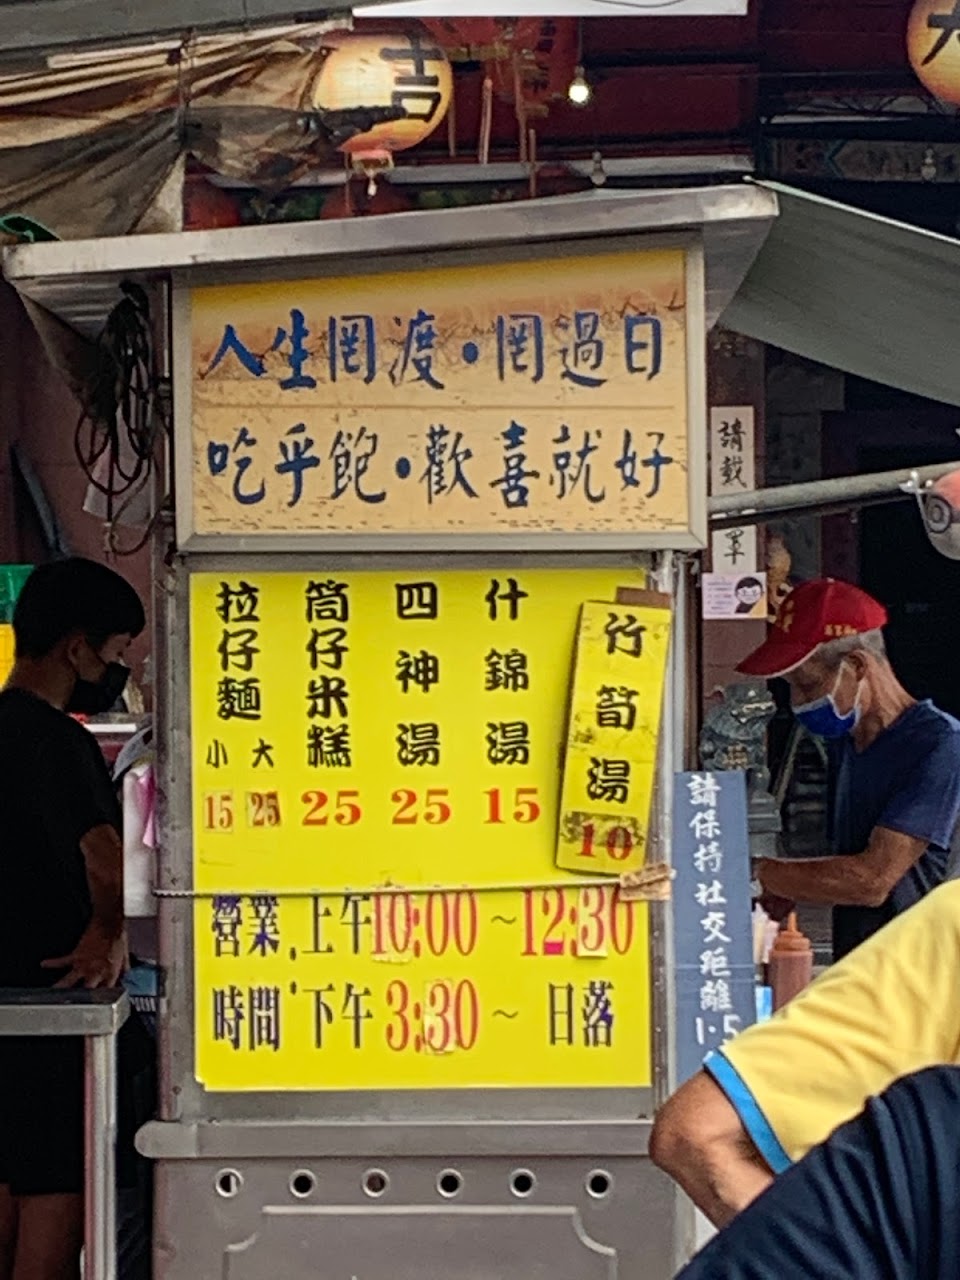 吉
人生罔渡·罔過日
吃乎飽·歡喜就好
請戴
罩
拉仔麵
小 大
15 25
筒仔米糕
25
四神湯
25
什錦湯
15
竹筍湯
10
營業 上午10:00~12:30
時間 下午3:30~日落
請保持社交距離
1.5